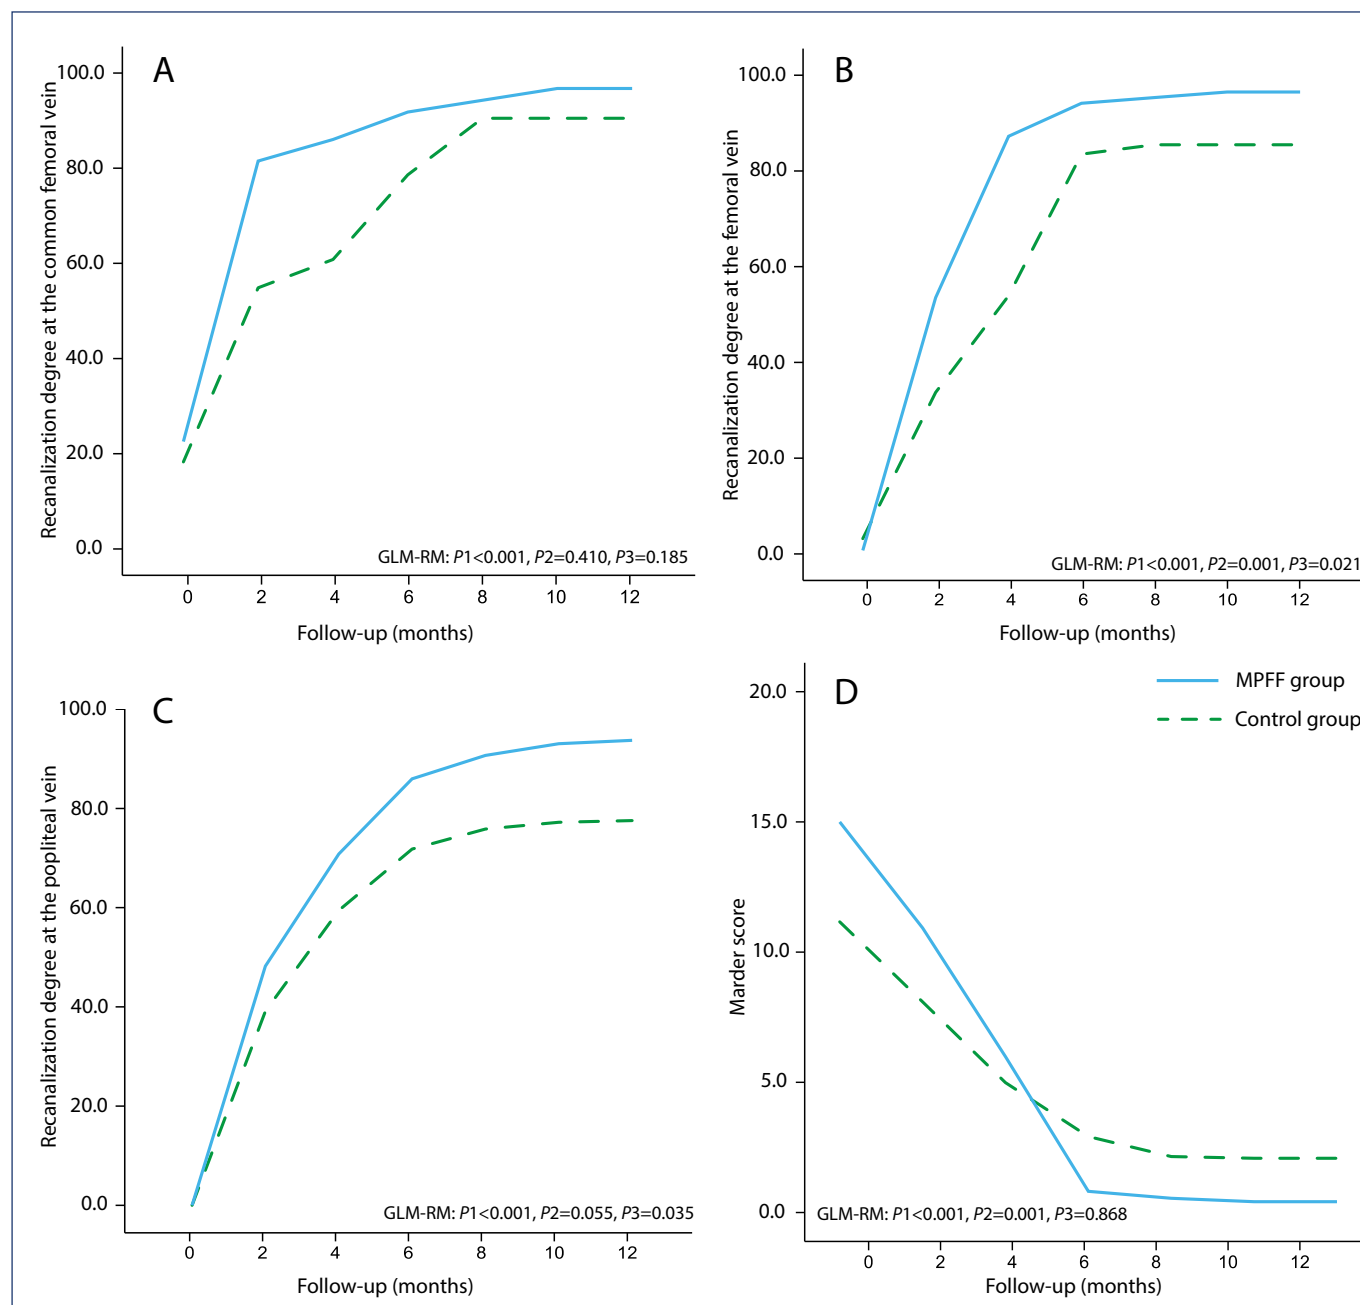 A
Recanalization degree at the common femoral vein
100.0
80.0
60.0
40.0
20.0
0.0
GLM-RM: P1<0.001, P2=0.410, P3=0.185
0 2 4 6 8 10 12
Follow-up (months)
B
Recanalization degree at the femoral vein
100.0
80.0
60.0
40.0
20.0
0.0
GLM-RM: P1<0.001, P2=0.001, P3=0.021
0 2 4 6 8 10 12
Follow-up (months)
C
Recanalization degree at the popliteal vein
100.0
80.0
60.0
40.0
20.0
0.0
GLM-RM: P1<0.001, P2=0.055, P3=0.035
0 2 4 6 8 10 12
Follow-up (months)
D
MPFF group
Control group
Marder score
20.0
15.0
10.0
5.0
0.0
GLM-RM: P1<0.001, P2=0.001, P3=0.868
0 2 4 6 8 10 12
Follow-up (months)